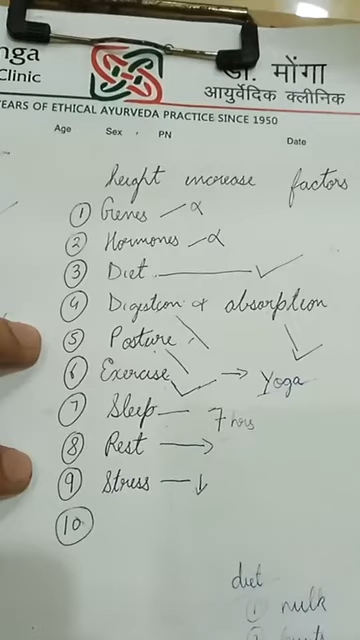 nga
Clinic
डा. मोंगा
आयुर्वेदिक क्लीनिक
YEARS OF ETHICAL AYURVEDA PRACTICE SINCE 1950
Age Sex PN Date
height increase factors
① Genes — α
② Hormones — α
③ Diet — ✓
④ Digestion & absorption
⑤ Posture ✓
⑥ Exercise ✓ → Yoga
⑦ Sleep — 7 hrs
⑧ Rest →
⑨ Stress — ↓
⑩
diet
① milk